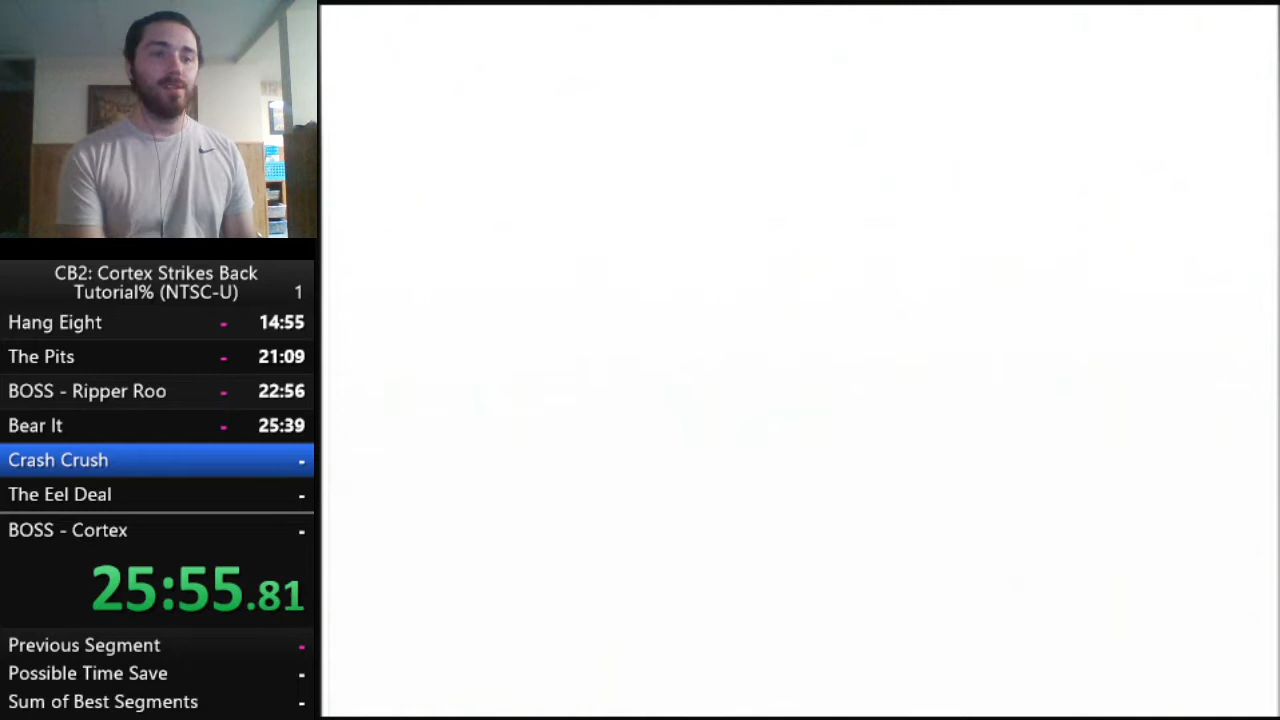 CB2: Cortex Strikes Back
Tutorial% (NTSC-U) 1
Hang Eight - 14:55
The Pits - 21:09
BOSS - Ripper Roo - 22:56
Bear It - 25:39
Crash Crush -
The Eel Deal -
BOSS - Cortex -
25:55.81
Previous Segment -
Possible Time Save -
Sum of Best Segments -